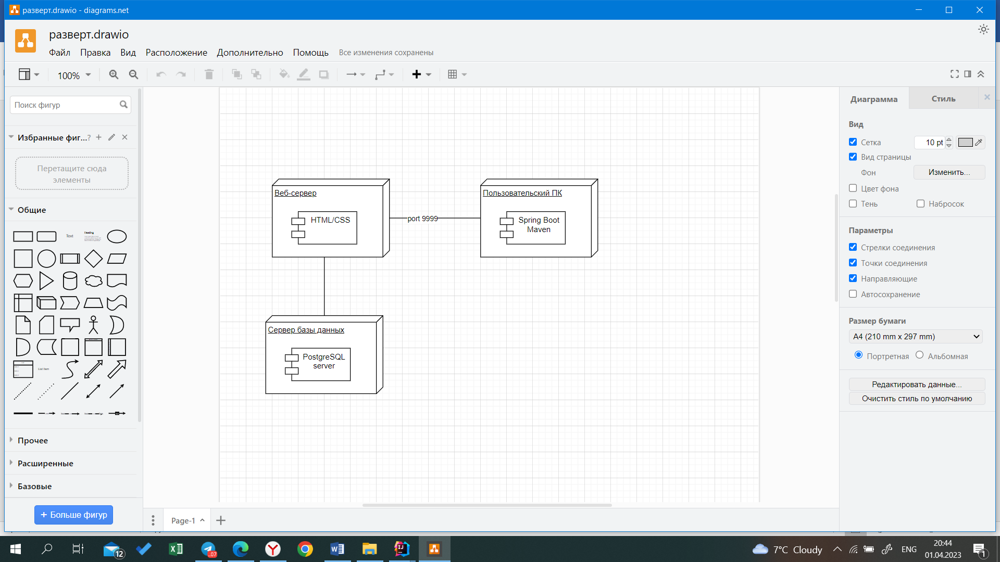 разверт.drawio - diagrams.net
разверт.drawio
Файл Правка Вид Расположение Дополнительно Помощь Все изменения сохранены
100%
Поиск фигур
Избранные фиг...? 
Перетащите сюда
элементы
Общие
Text
Heading
List Item
Прочее
Расширенные
Базовые
+ Больше фигур
Веб-сервер
HTML/CSS
port 9999
Пользовательский ПК
Spring Boot
Maven
Сервер базы данных
PostgreSQL
server
Page-1
Диаграмма Стиль
Вид
Сетка 10 pt
Вид страницы
Фон Изменить...
Цвет фона
Тень Набросок
Параметры
Стрелки соединения
Точки соединения
Направляющие
Автосохранение
Размер бумаги
A4 (210 mm x 297 mm)
Портретная Альбомная
Редактировать данные...
Очистить стиль по умолчанию
12
..07
7°C Cloudy
ENG
20:44
01.04.2023
1